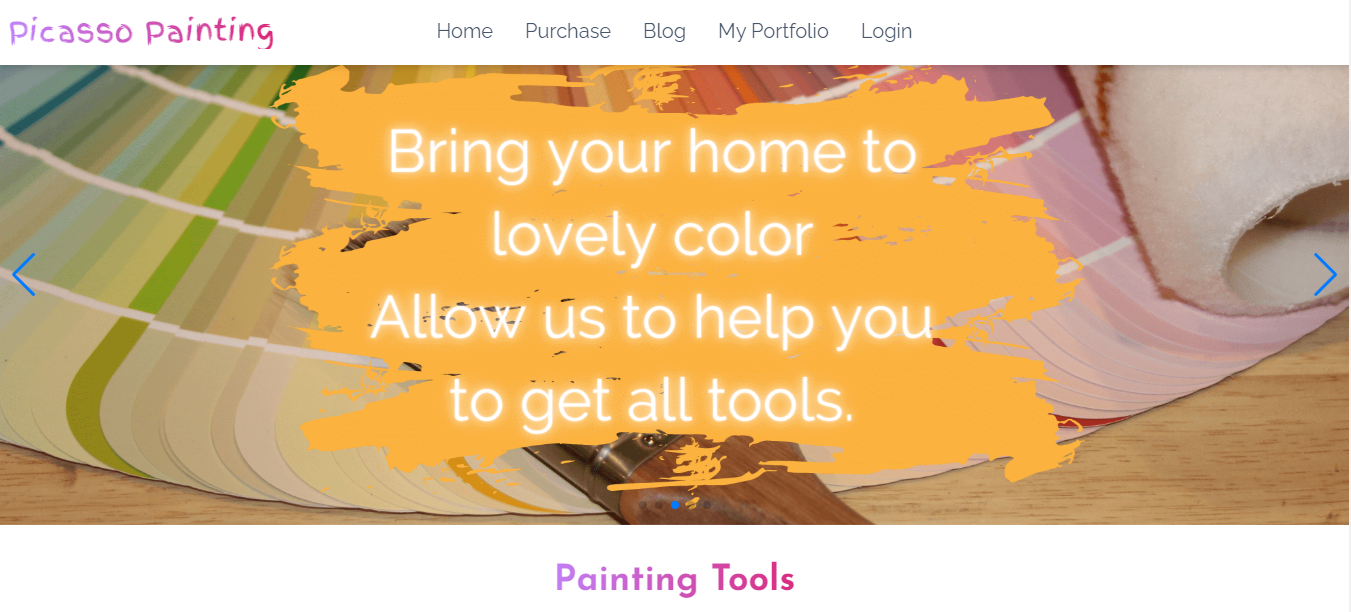 Picasso Painting
Home Purchase Blog My Portfolio Login
Bring your home to
lovely color
Allow us to help you
to get all tools.
Painting Tools